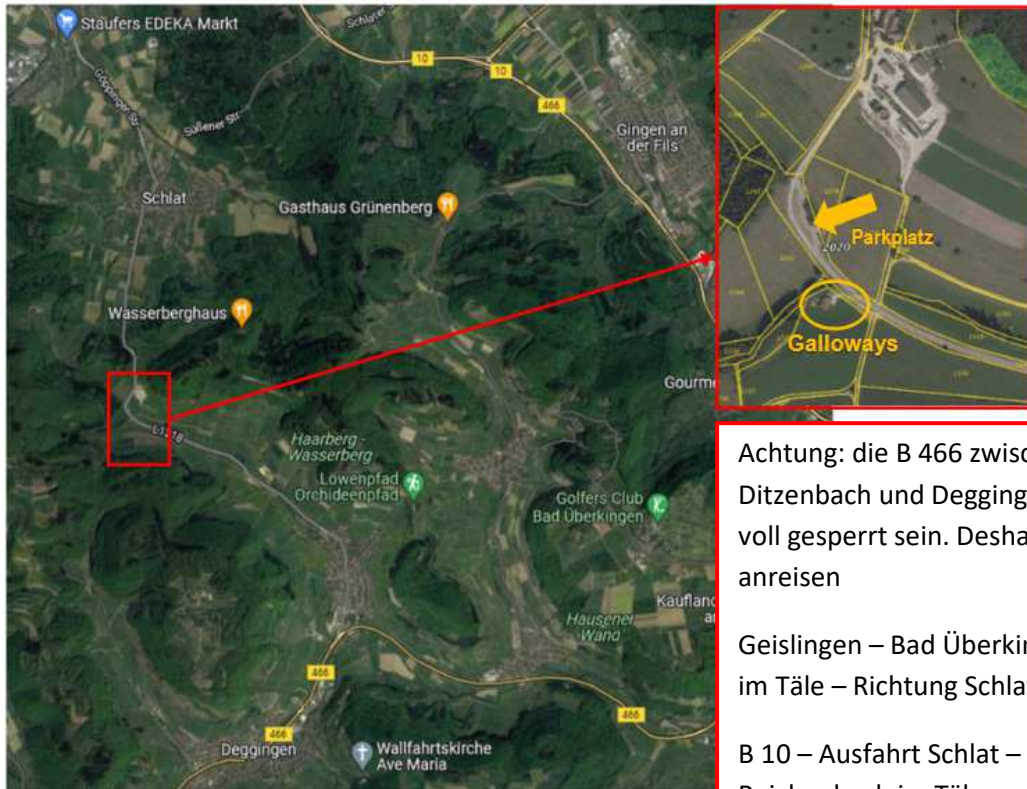 Staufers EDEKA Markt
Schlater
Göppinger Str.
Süßener Str.
10
10
466
Gingen an
der Fils
Schlat
Gasthaus Grünenberg
Wasserberghaus
L1218
Haarberg -
Wasserberg
Löwenpfad
Orchideenpfad
Golfers Club
Bad Überkingen
Hausener
Wand
466
466
466
Deggingen
Wallfahrtskirche
Ave Maria
Parkplatz
2020
Galloways
Achtung: die B 466 zwisc
Ditzenbach und Degging
voll gesperrt sein. Desha
anreisen
Geislingen – Bad Überkin
im Täle – Richtung Schla
B 10 – Ausfahrt Schlat –